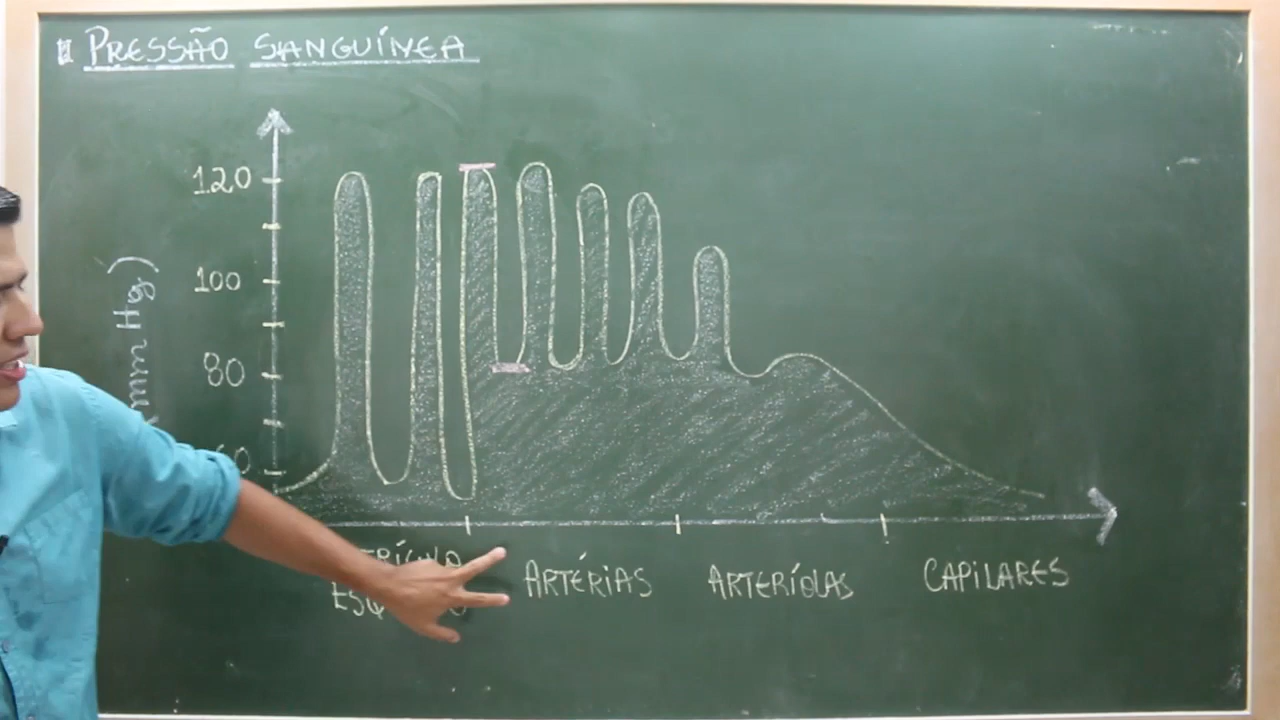 PRESSÃO SANGUÍNEA
120
100
80
mm Hg)
ARTÉRIAS
ARTERÍOLAS
CAPILARES